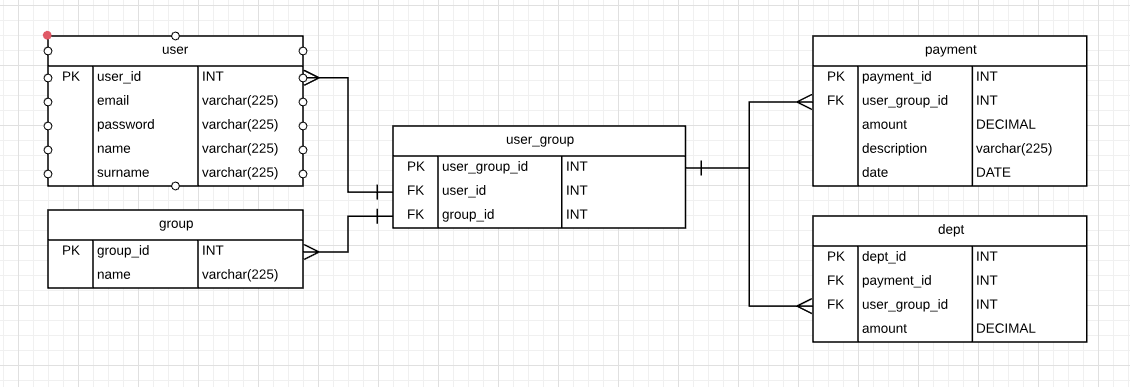 user
PK user_id INT
email varchar(225)
password varchar(225)
name varchar(225)
surname varchar(225)
group
PK group_id INT
name varchar(225)
user_group
PK user_group_id INT
FK user_id INT
FK group_id INT
payment
PK payment_id INT
FK user_group_id INT
amount DECIMAL
description varchar(225)
date DATE
dept
PK dept_id INT
FK payment_id INT
FK user_group_id INT
amount DECIMAL